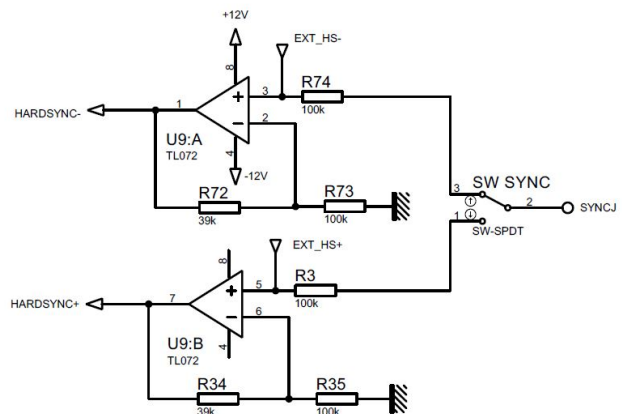 +12V
EXT_HS-
8
R74
3
100k
HARDSYNC-
1
+
2
−
U9:A
4
TL072
-12V
SW SYNC
R72
R73
3
2
SYNCJ
39k
100k
1
SW-SPDT
EXT_HS+
8
R3
5
100k
HARDSYNC+
7
+
6
−
U9:B
4
TL072
R34
R35
39k
100k